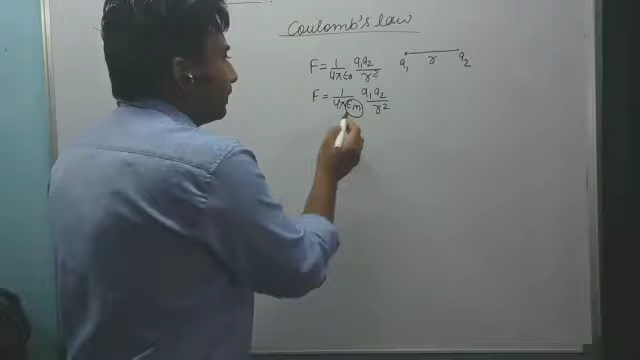 Coulomb's law
F = 1/4πε₀ q₁q₂/r² q₁ r q₂
F = 1/4πεm q₁q₂/r²